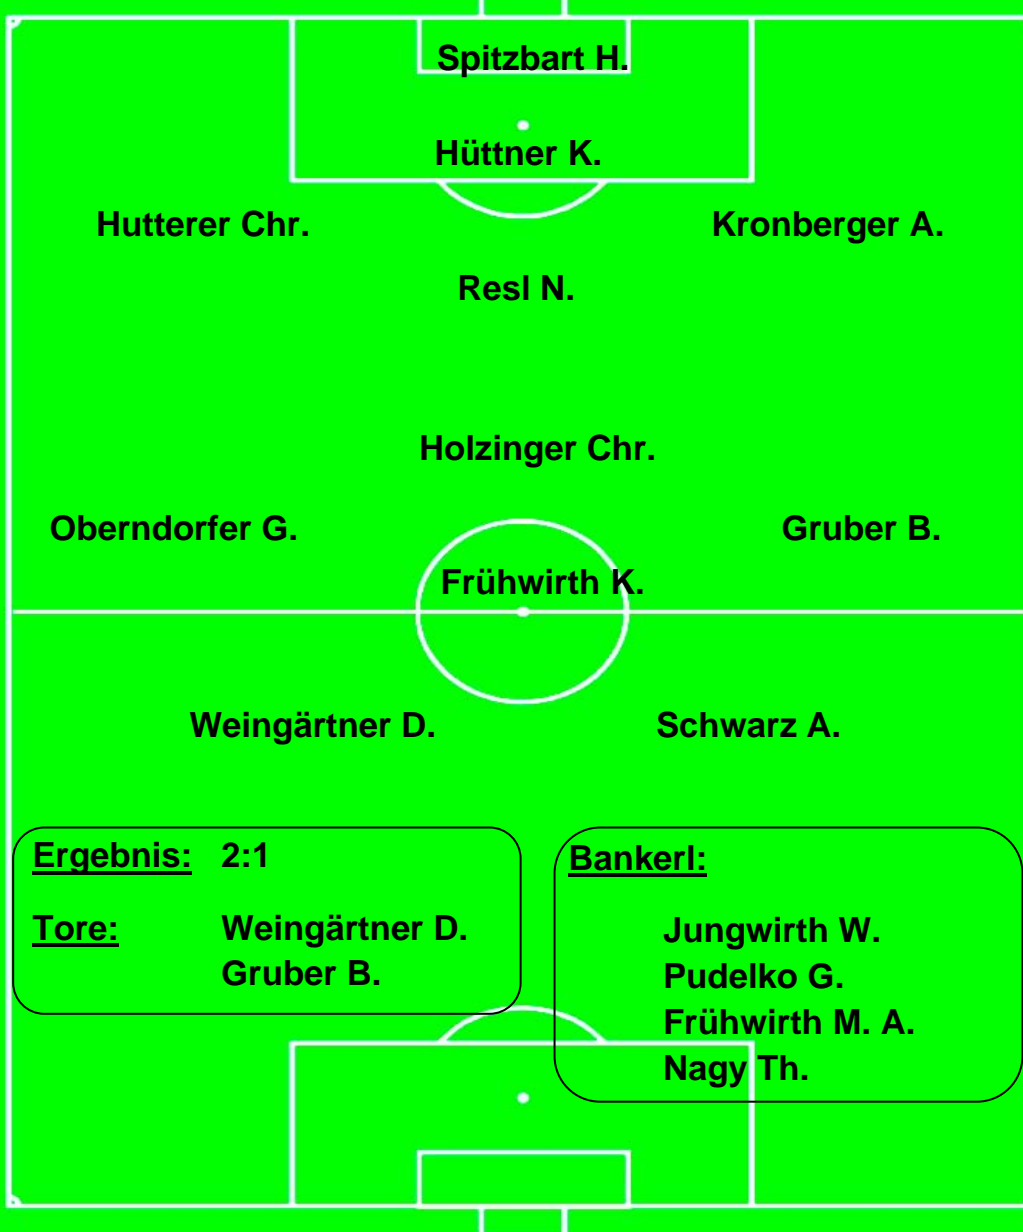 Spitzbart H.
Hüttner K.
Hutterer Chr. Kronberger A.
Resl N.
Holzinger Chr.
Oberndorfer G. Gruber B.
Frühwirth K.
Weingärtner D. Schwarz A.
Ergebnis: 2:1
Tore: Weingärtner D.
Gruber B.
Bankerl:
Jungwirth W.
Pudelko G.
Frühwirth M. A.
Nagy Th.